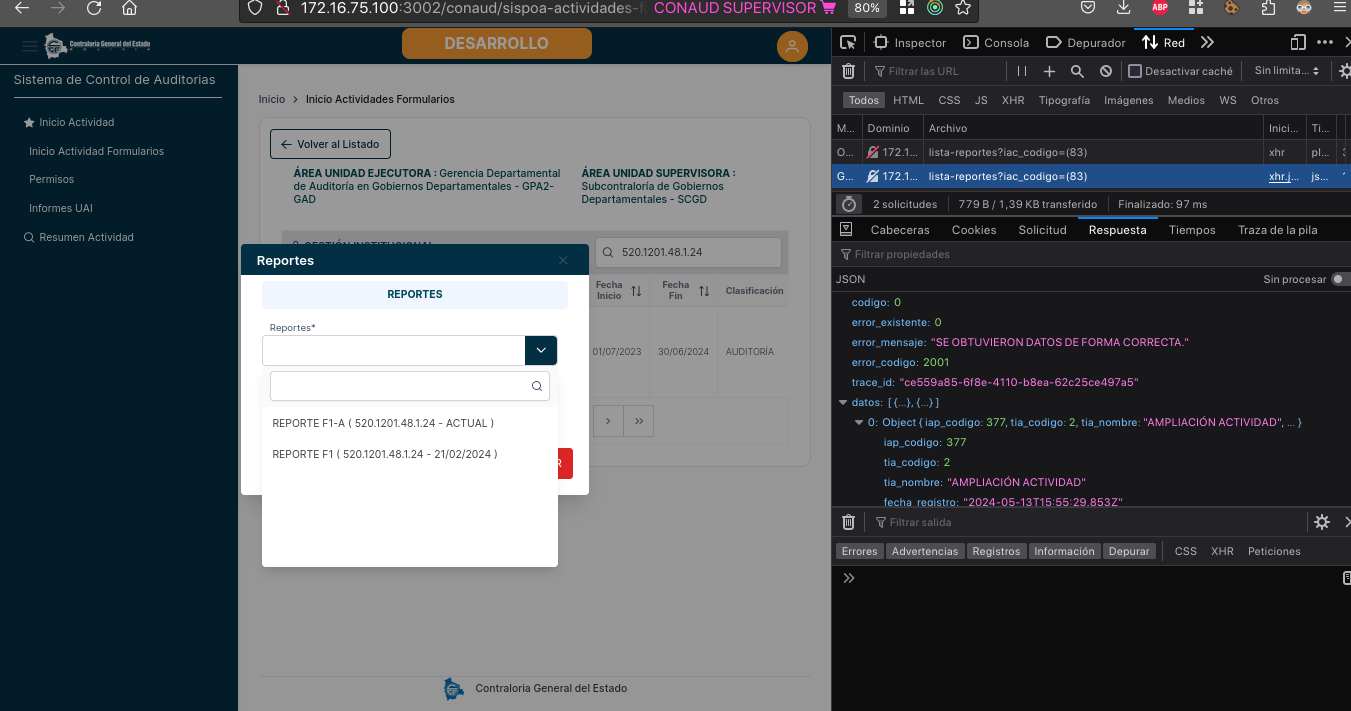 172.16.75.100:3002/conaud/sispoa-actividades-f
CONAUD SUPERVISOR
80%
ABP
Contraloría General del Estado
DESARROLLO
Sistema de Control de Auditorias
Inicio Actividad
Inicio Actividad Formularios
Permisos
Informes UAI
Resumen Actividad
Inicio > Inicio Actividades Formularios
Volver al Listado
ÁREA UNIDAD EJECUTORA : Gerencia Departamental
de Auditoría en Gobiernos Departamentales - GPA2-
GAD
ÁREA UNIDAD SUPERVISORA :
Subcontraloría de Gobiernos
Departamentales - SCGD
520.1201.48.1.24
Fecha
Inicio
Fecha
Fin
Clasificación
01/07/2023
30/06/2024
AUDITORÍA
Reportes
REPORTES
Reportes*
REPORTE F1-A ( 520.1201.48.1.24 - ACTUAL )
REPORTE F1 ( 520.1201.48.1.24 - 21/02/2024 )
R
Contraloria General del Estado
Inspector
Consola
Depurador
Red
Filtrar las URL
Desactivar caché
Sin limita...
Todos HTML CSS JS XHR Tipografía Imágenes Medios WS Otros
M... Dominio Archivo Inici... Ti...
O... 172.1... lista-reportes?iac_codigo=(83) xhr pl...
G... 172.1... lista-reportes?iac_codigo=(83) xhr.j... js...
2 solicitudes 779 B / 1,39 KB transferido Finalizado: 97 ms
Cabeceras Cookies Solicitud Respuesta Tiempos Traza de la pila
Filtrar propiedades
JSON
Sin procesar
codigo: 0
error_existente: 0
error_mensaje: "SE OBTUVIERON DATOS DE FORMA CORRECTA."
error_codigo: 2001
trace_id: "ce559a85-6f8e-4110-b8ea-62c25ce497a5"
datos: [ {...}, {...} ]
0: Object { iap_codigo: 377, tia_codigo: 2, tia_nombre: "AMPLIACIÓN ACTIVIDAD", ... }
iap_codigo: 377
tia_codigo: 2
tia_nombre: "AMPLIACIÓN ACTIVIDAD"
fecha_registro: "2024-05-13T15:55:29.853Z"
Filtrar salida
Errores Advertencias Registros Información Depurar CSS XHR Peticiones